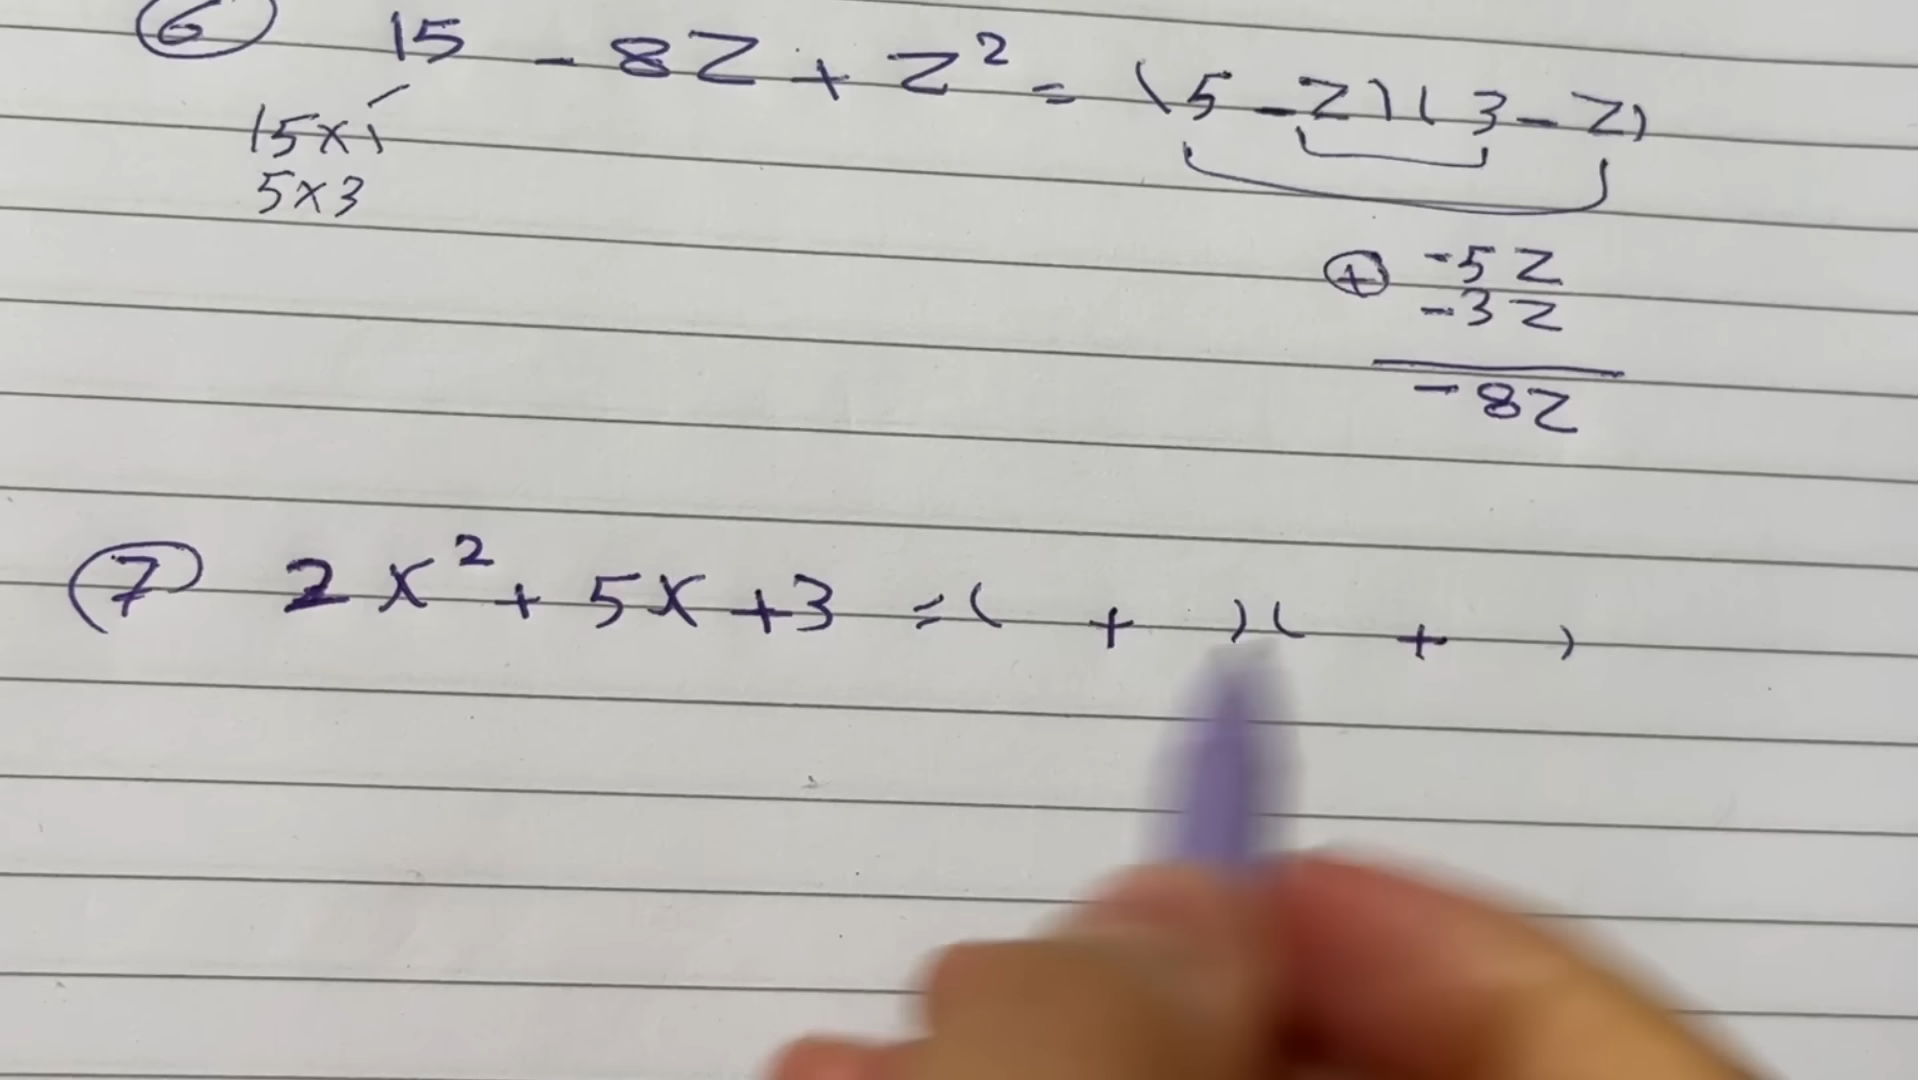 ⑥ 15 - 8Z + Z² = (5 - Z)(3 - Z)
15×1
5×3
⊕ -5Z
-3Z
-8Z
⑦ 2x² + 5x + 3 = (   +   )(   +   )